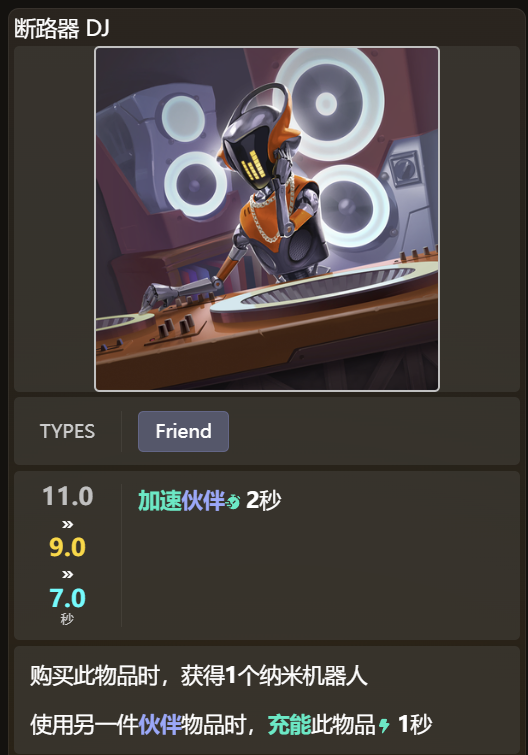 断路器 DJ
TYPES
Friend
11.0
»
9.0
»
7.0
秒
加速伙伴 2秒
购买此物品时，获得1个纳米机器人
使用另一件伙伴物品时，充能此物品 1秒